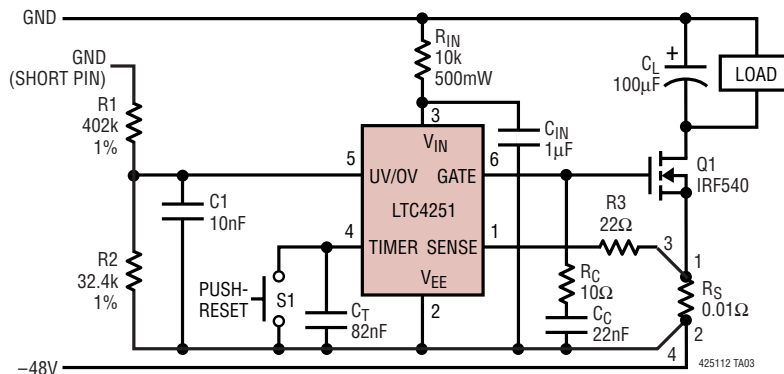 GND
GND
(SHORT PIN)
R1
402k
1%
R2
32.4k
1%
C1
10nF
PUSH-
RESET
S1
CT
82nF
RIN
10k
500mW
3
VIN
CIN
1µF
5
UV/OV
GATE
6
LTC4251
4
TIMER
SENSE
1
VEE
2
RC
10Ω
CC
22nF
R3
22Ω
+
CL
100µF
LOAD
Q1
IRF540
3
1
RS
0.01Ω
2
4
–48V
425112 TA03